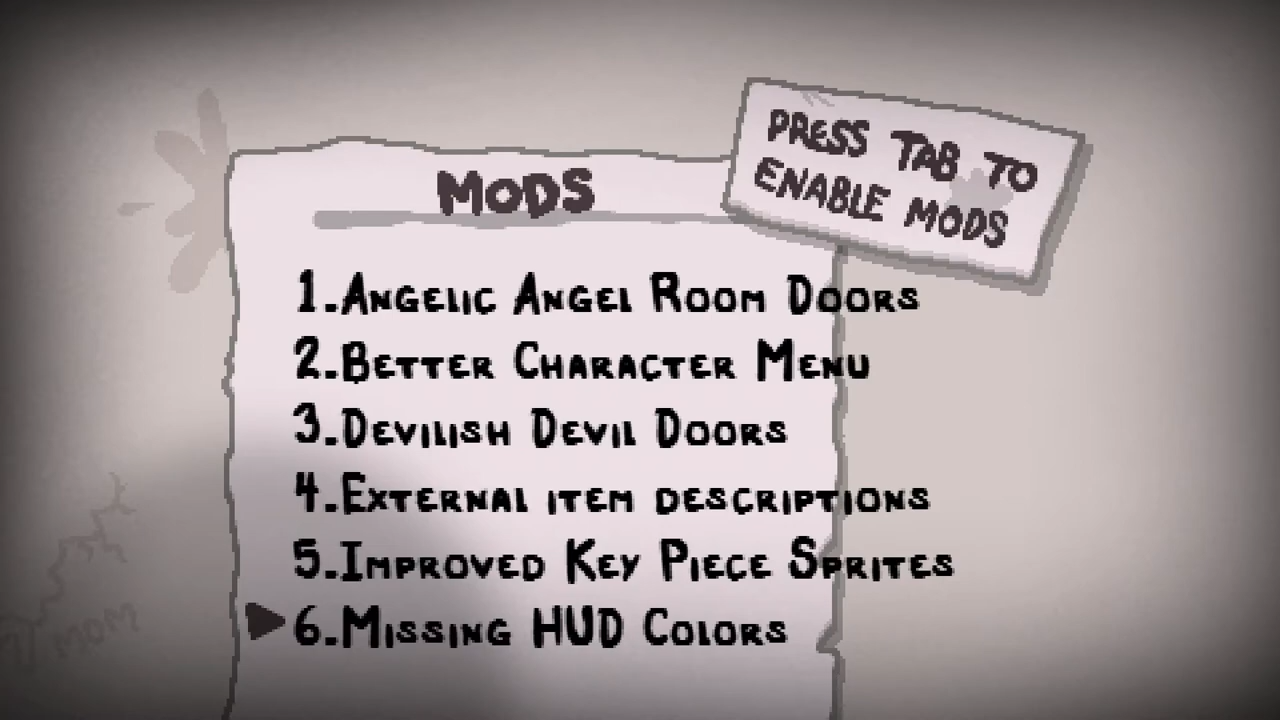 MODS
PRESS TAB TO
ENABLE MODS
1.ANGELIC ANGEL ROOM DOORS
2.BETTER CHARACTER MENU
3.DEVILISH DEVIL DOORS
4.EXTERNAL ITEM DESCRIPTIONS
5.IMPROVED KEY PIECE SPRITES
6.MISSING HUD COLORS
MOM